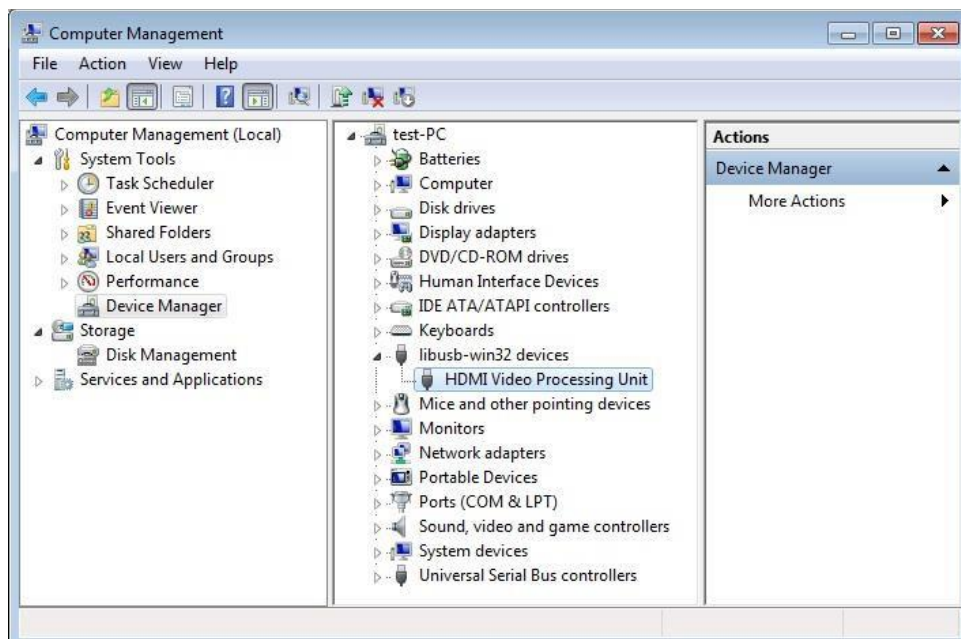 Computer Management
File Action View Help
Computer Management (Local)
System Tools
Task Scheduler
Event Viewer
Shared Folders
Local Users and Groups
Performance
Device Manager
Storage
Disk Management
Services and Applications
test-PC
Batteries
Computer
Disk drives
Display adapters
DVD/CD-ROM drives
Human Interface Devices
IDE ATA/ATAPI controllers
Keyboards
libusb-win32 devices
HDMI Video Processing Unit
Mice and other pointing devices
Monitors
Network adapters
Portable Devices
Ports (COM & LPT)
Sound, video and game controllers
System devices
Universal Serial Bus controllers
Actions
Device Manager
More Actions